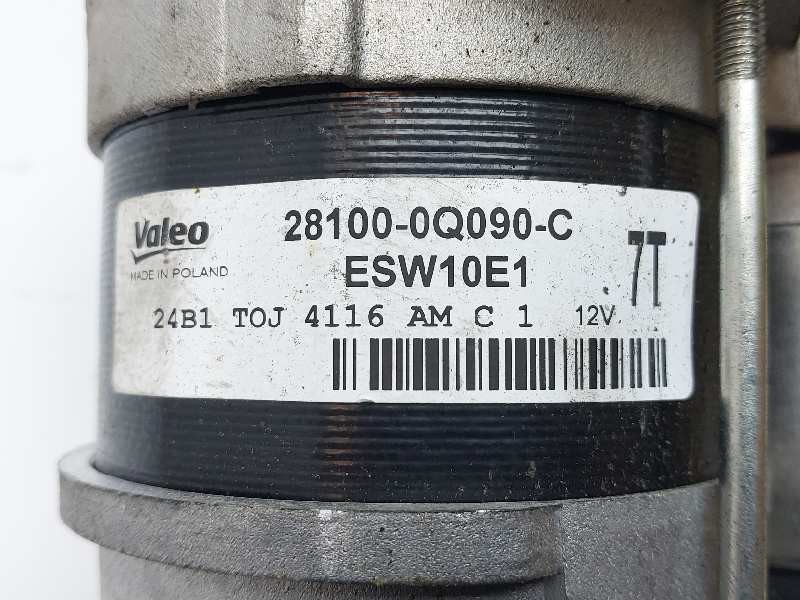 Valeo
MADE IN POLAND
28100-0Q090-C
ESW10E1
7T
24B1 TOJ 4116 AM C 1 12V.